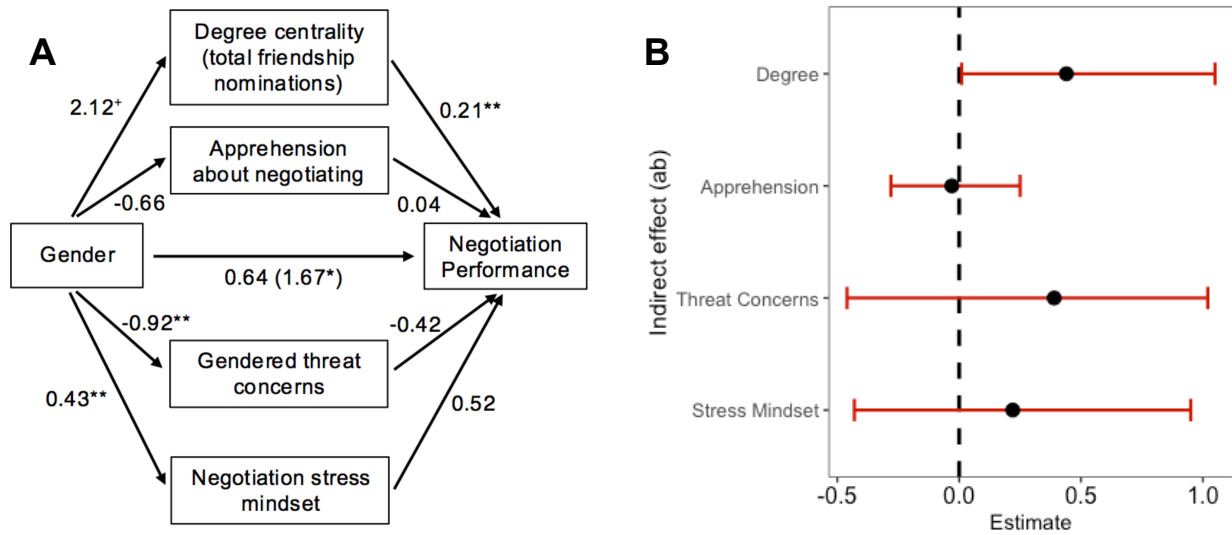 A
Degree centrality
(total friendship
nominations)
2.12⁺
0.21**
Apprehension
about negotiating
-0.66
0.04
Gender
Negotiation
Performance
0.64 (1.67*)
-0.92**
-0.42
Gendered threat
concerns
0.43**
0.52
Negotiation stress
mindset
B
Indirect effect (ab)
Degree
Apprehension
Threat Concerns
Stress Mindset
-0.5
0.0
0.5
1.0
Estimate